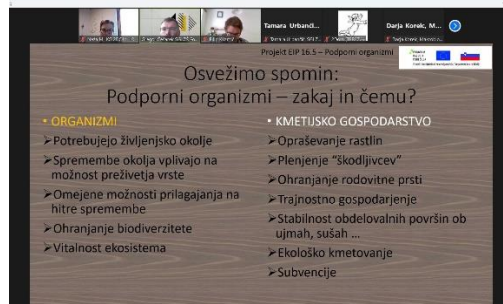 Tamara Urbanči...
Darja Korek, M...
Projekt EIP 16.5 – Podporni organizmi
Osvežimo spomin:
Podporni organizmi – zakaj in čemu?
• ORGANIZMI
➢Potrebujejo življenjsko okolje
➢Spremembe okolja vplivajo na
možnost preživetja vrste
➢Omejene možnosti prilagajanja na
hitre spremembe
➢Ohranjanje biodiverzitete
➢Vitalnost ekosistema
• KMETIJSKO GOSPODARSTVO
➢Opraševanje rastlin
➢Plenjenje “škodljivcev”
➢Ohranjanje rodovitne prsti
➢Trajnostno gospodarjenje
➢Stabilnost obdelovalnih površin ob
ujmah, sušah ...
➢Ekološko kmetovanje
➢Subvencije